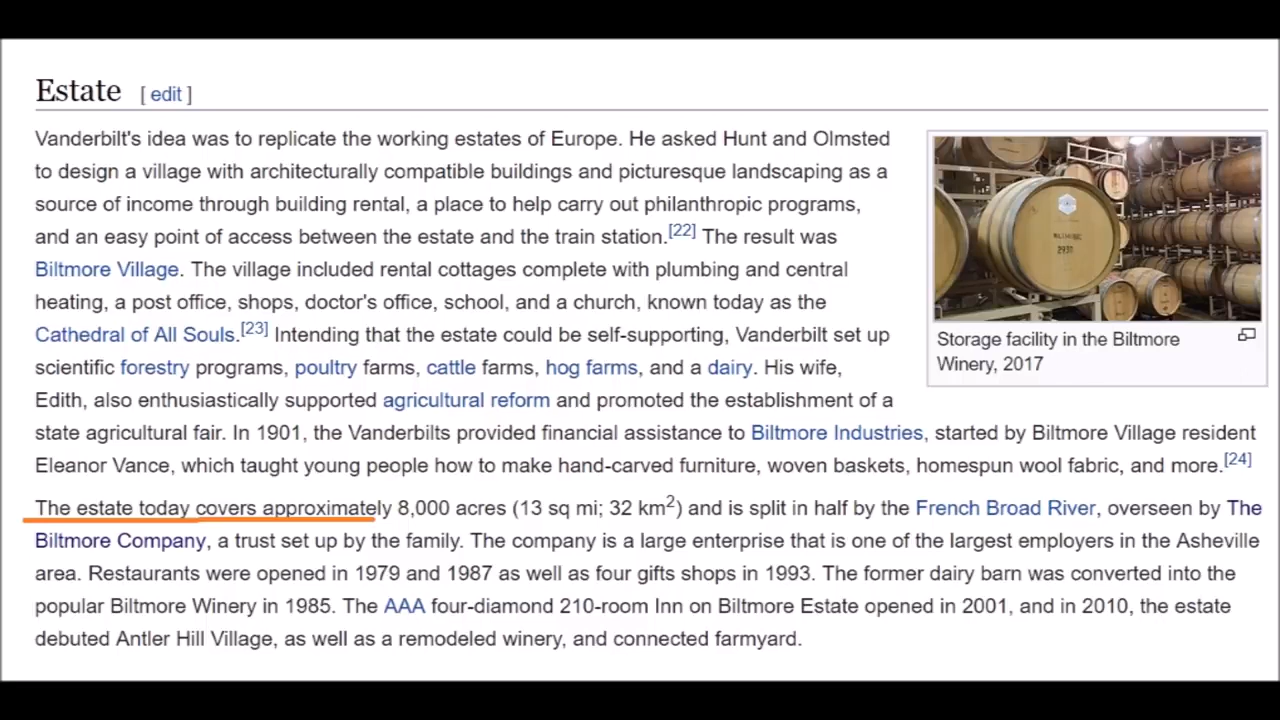 Estate [ edit ]
Vanderbilt's idea was to replicate the working estates of Europe. He asked Hunt and Olmsted
to design a village with architecturally compatible buildings and picturesque landscaping as a
source of income through building rental, a place to help carry out philanthropic programs,
and an easy point of access between the estate and the train station.[22] The result was
Biltmore Village. The village included rental cottages complete with plumbing and central
heating, a post office, shops, doctor's office, school, and a church, known today as the
Cathedral of All Souls.[23] Intending that the estate could be self-supporting, Vanderbilt set up
scientific forestry programs, poultry farms, cattle farms, hog farms, and a dairy. His wife,
Edith, also enthusiastically supported agricultural reform and promoted the establishment of a
state agricultural fair. In 1901, the Vanderbilts provided financial assistance to Biltmore Industries, started by Biltmore Village resident
Eleanor Vance, which taught young people how to make hand-carved furniture, woven baskets, homespun wool fabric, and more.[24]
The estate today covers approximately 8,000 acres (13 sq mi; 32 km²) and is split in half by the French Broad River, overseen by The
Biltmore Company, a trust set up by the family. The company is a large enterprise that is one of the largest employers in the Asheville
area. Restaurants were opened in 1979 and 1987 as well as four gifts shops in 1993. The former dairy barn was converted into the
popular Biltmore Winery in 1985. The AAA four-diamond 210-room Inn on Biltmore Estate opened in 2001, and in 2010, the estate
debuted Antler Hill Village, as well as a remodeled winery, and connected farmyard.
2931
Storage facility in the Biltmore
Winery, 2017